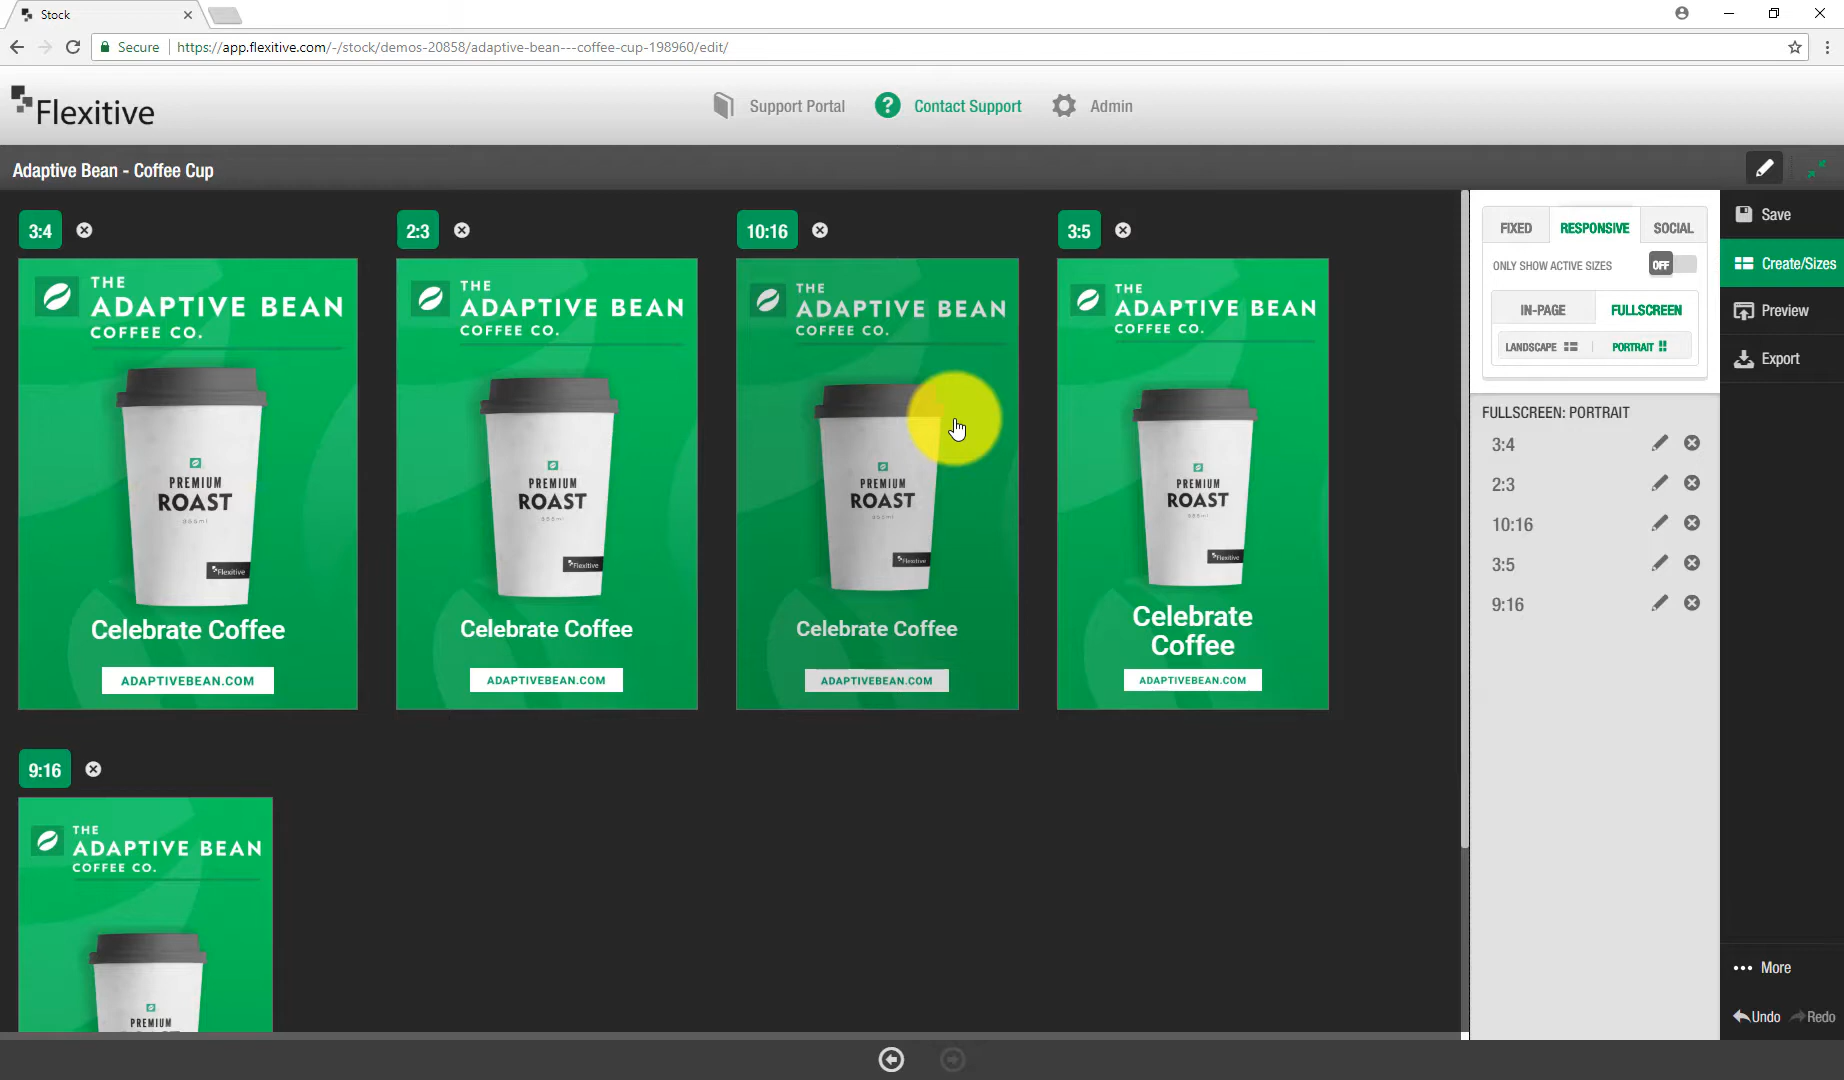 Stock
Secure
https://app.flexitive.com/-/stock/demos-20858/adaptive-bean---coffee-cup-198960/edit/
Flexitive
Support Portal
Contact Support
Admin
Adaptive Bean - Coffee Cup
3:4
THE
ADAPTIVE BEAN
COFFEE CO.
PREMIUM
ROAST
Flexitive
Celebrate Coffee
ADAPTIVEBEAN.COM
2:3
THE
ADAPTIVE BEAN
COFFEE CO.
PREMIUM
ROAST
Flexitive
Celebrate Coffee
ADAPTIVEBEAN.COM
10:16
THE
ADAPTIVE BEAN
COFFEE CO.
PREMIUM
ROAST
Flexitive
Celebrate Coffee
ADAPTIVEBEAN.COM
3:5
THE
ADAPTIVE BEAN
COFFEE CO.
PREMIUM
ROAST
Flexitive
Celebrate
Coffee
ADAPTIVEBEAN.COM
9:16
THE
ADAPTIVE BEAN
COFFEE CO.
PREMIUM
FIXED
RESPONSIVE
SOCIAL
ONLY SHOW ACTIVE SIZES
OFF
IN-PAGE
FULLSCREEN
LANDSCAPE
PORTRAIT
FULLSCREEN: PORTRAIT
3:4
2:3
10:16
3:5
9:16
Save
Create/Sizes
Preview
Export
More
Undo
Redo